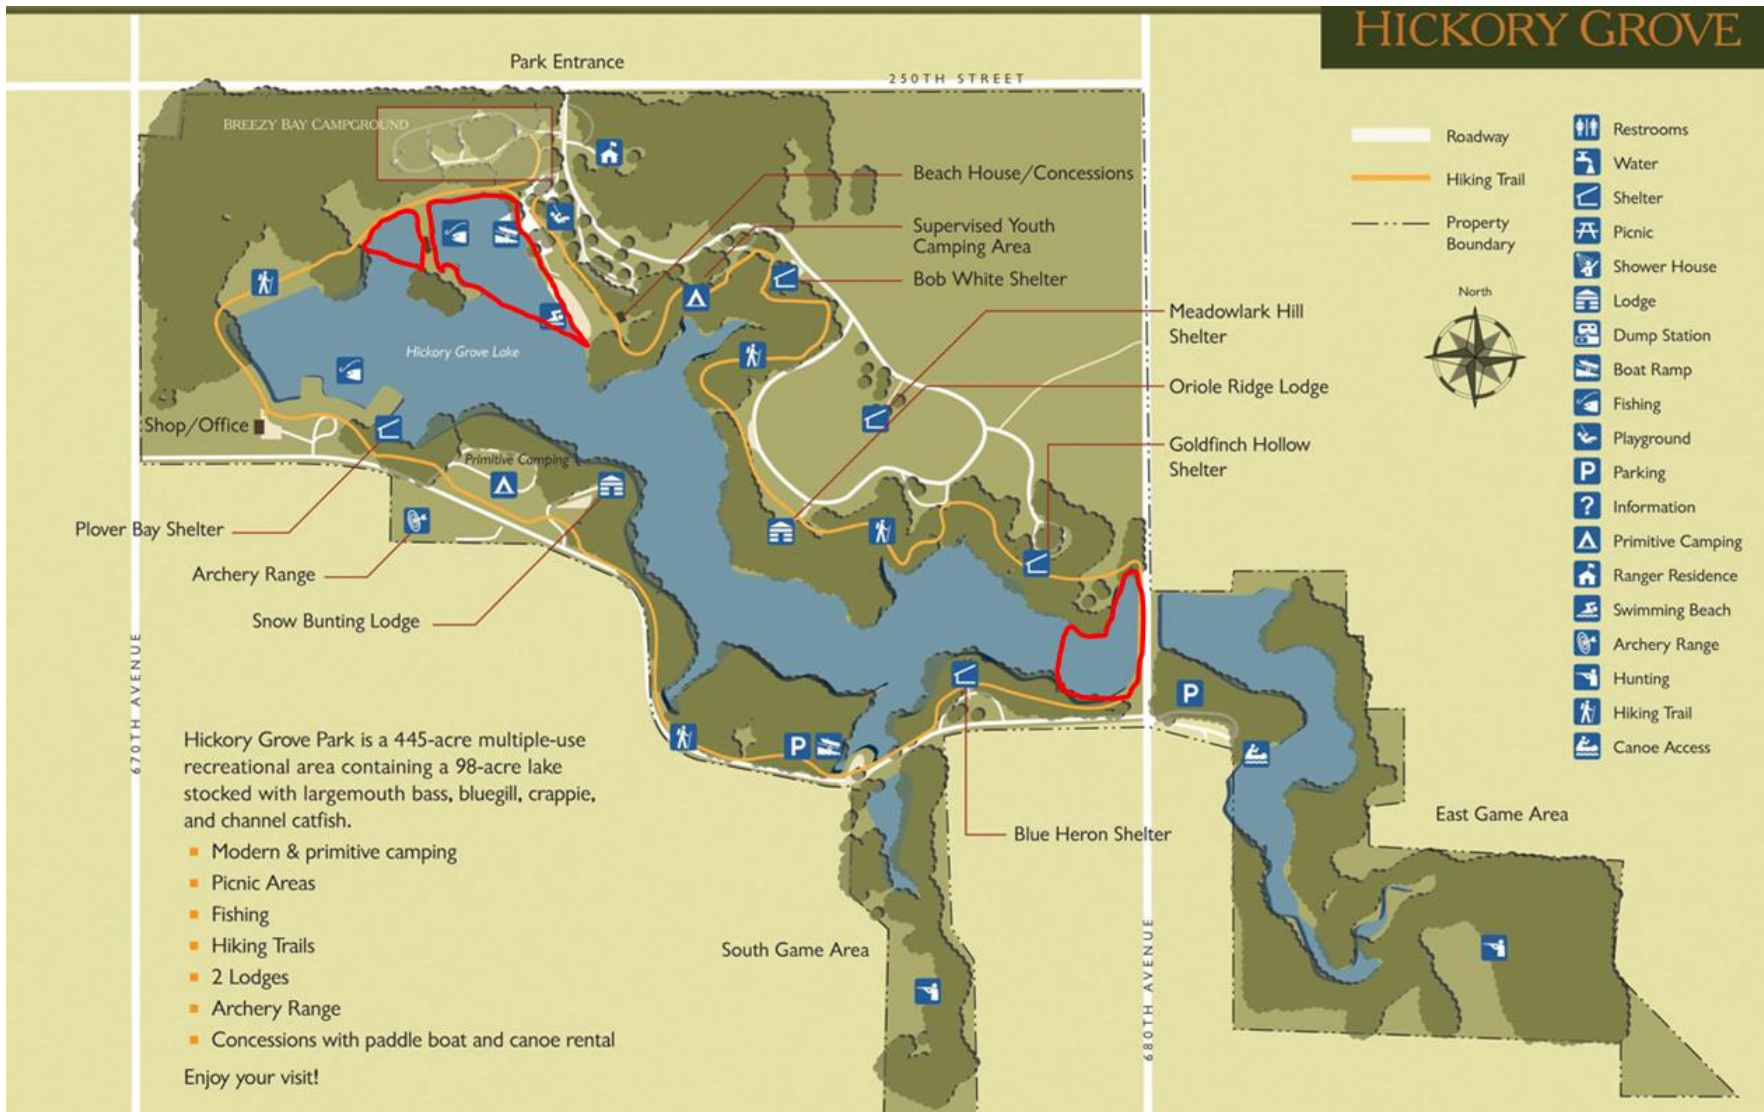 HICKORY GROVE
Park Entrance
250TH STREET
BREEZY BAY CAMPGROUND
Beach House/Concessions
Supervised Youth
Camping Area
Bob White Shelter
Meadowlark Hill
Shelter
Oriole Ridge Lodge
Goldfinch Hollow
Shelter
Hickory Grove Lake
Shop/Office
Primitive Camping
Plover Bay Shelter
Archery Range
Snow Bunting Lodge
670TH AVENUE
Blue Heron Shelter
P
P
East Game Area
South Game Area
680TH AVENUE
Hickory Grove Park is a 445-acre multiple-use
recreational area containing a 98-acre lake
stocked with largemouth bass, bluegill, crappie,
and channel catfish.
Modern & primitive camping
Picnic Areas
Fishing
Hiking Trails
2 Lodges
Archery Range
Concessions with paddle boat and canoe rental
Enjoy your visit!
Roadway
Hiking Trail
Property
Boundary
North
Restrooms
Water
Shelter
Picnic
Shower House
Lodge
Dump Station
Boat Ramp
Fishing
Playground
P Parking
? Information
Primitive Camping
Ranger Residence
Swimming Beach
Archery Range
Hunting
Hiking Trail
Canoe Access